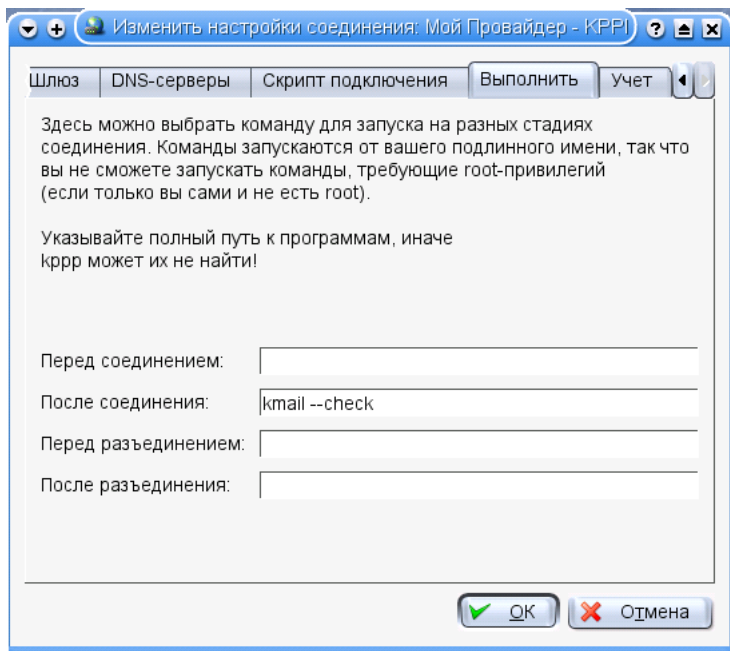 Изменить настройки соединения: Мой Провайдер - KPPI
Шлюз DNS-серверы Скрипт подключения Выполнить Учет
Здесь можно выбрать команду для запуска на разных стадиях
соединения. Команды запускаются от вашего подлинного имени, так что
вы не сможете запускать команды, требующие root-привилегий
(если только вы сами и не есть root).
Указывайте полный путь к программам, иначе
kppp может их не найти!
Перед соединением:
После соединения: kmail --check
Перед разъединением:
После разъединения:
OK Отмена